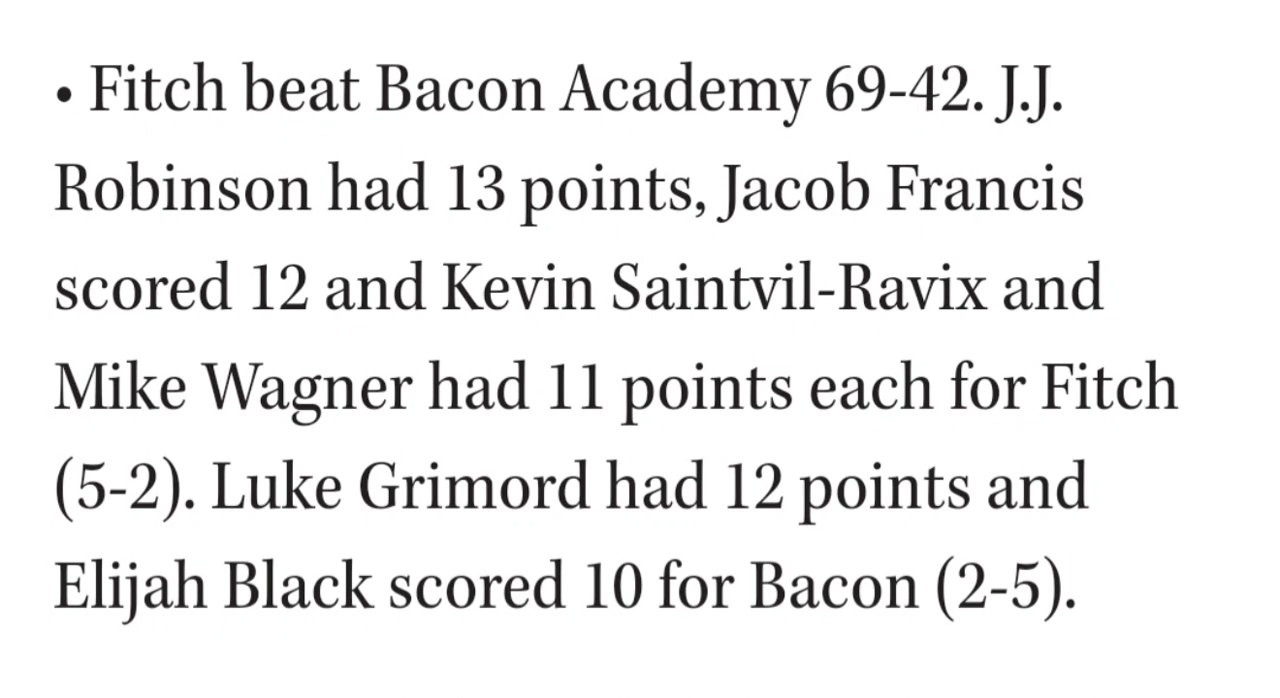 • Fitch beat Bacon Academy 69-42. J.J.
Robinson had 13 points, Jacob Francis
scored 12 and Kevin Saintvil-Ravix and
Mike Wagner had 11 points each for Fitch
(5-2). Luke Grimord had 12 points and
Elijah Black scored 10 for Bacon (2-5).